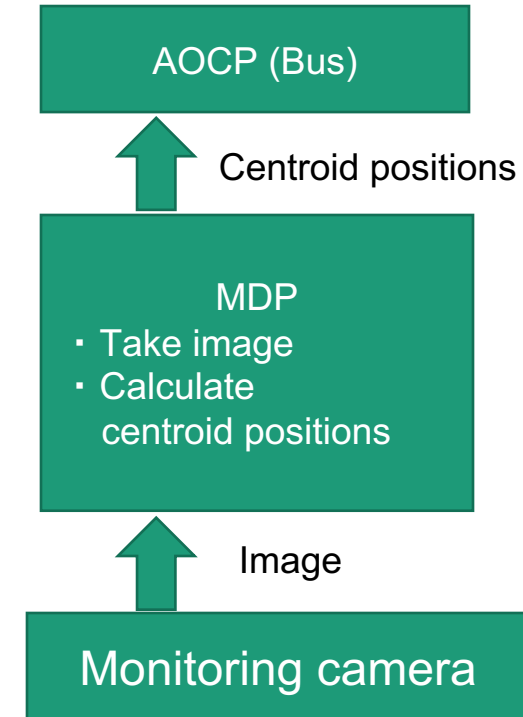 AOCP (Bus)
Centroid positions
MDP
・Take image
・Calculate
centroid positions
Image
Monitoring camera